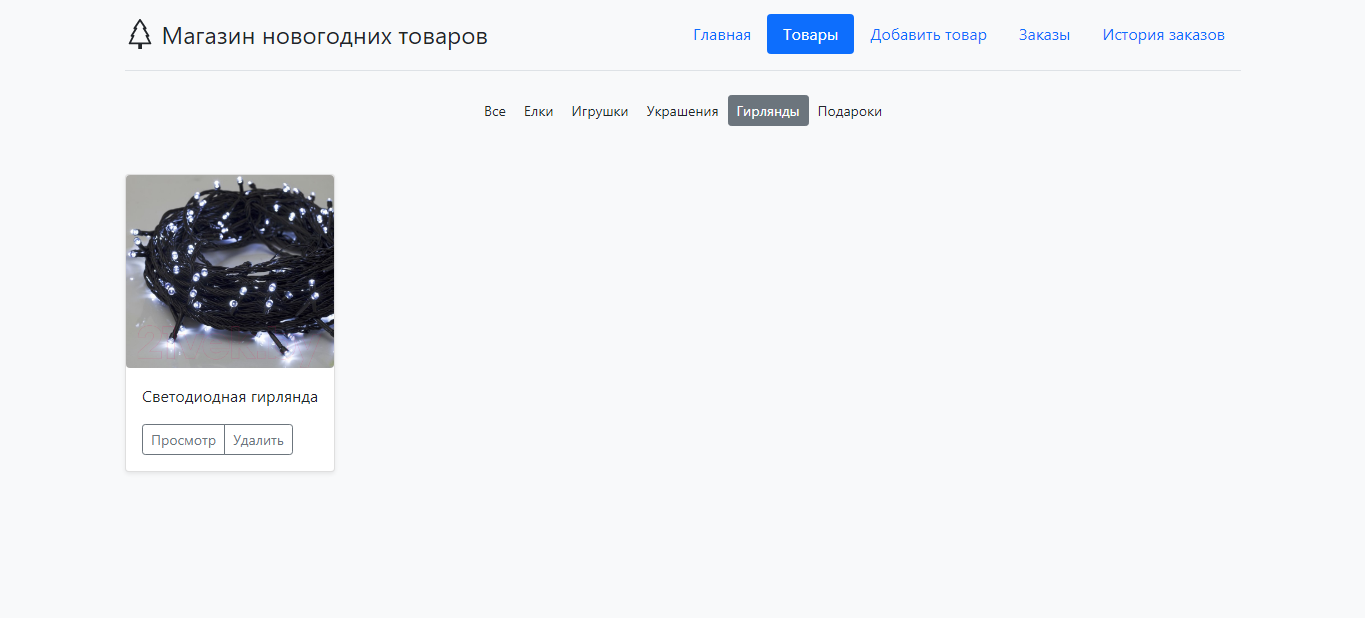 Магазин новогодних товаров
Главная
Товары
Добавить товар
Заказы
История заказов
Все
Елки
Игрушки
Украшения
Гирлянды
Подароки
Светодиодная гирлянда
Просмотр
Удалить